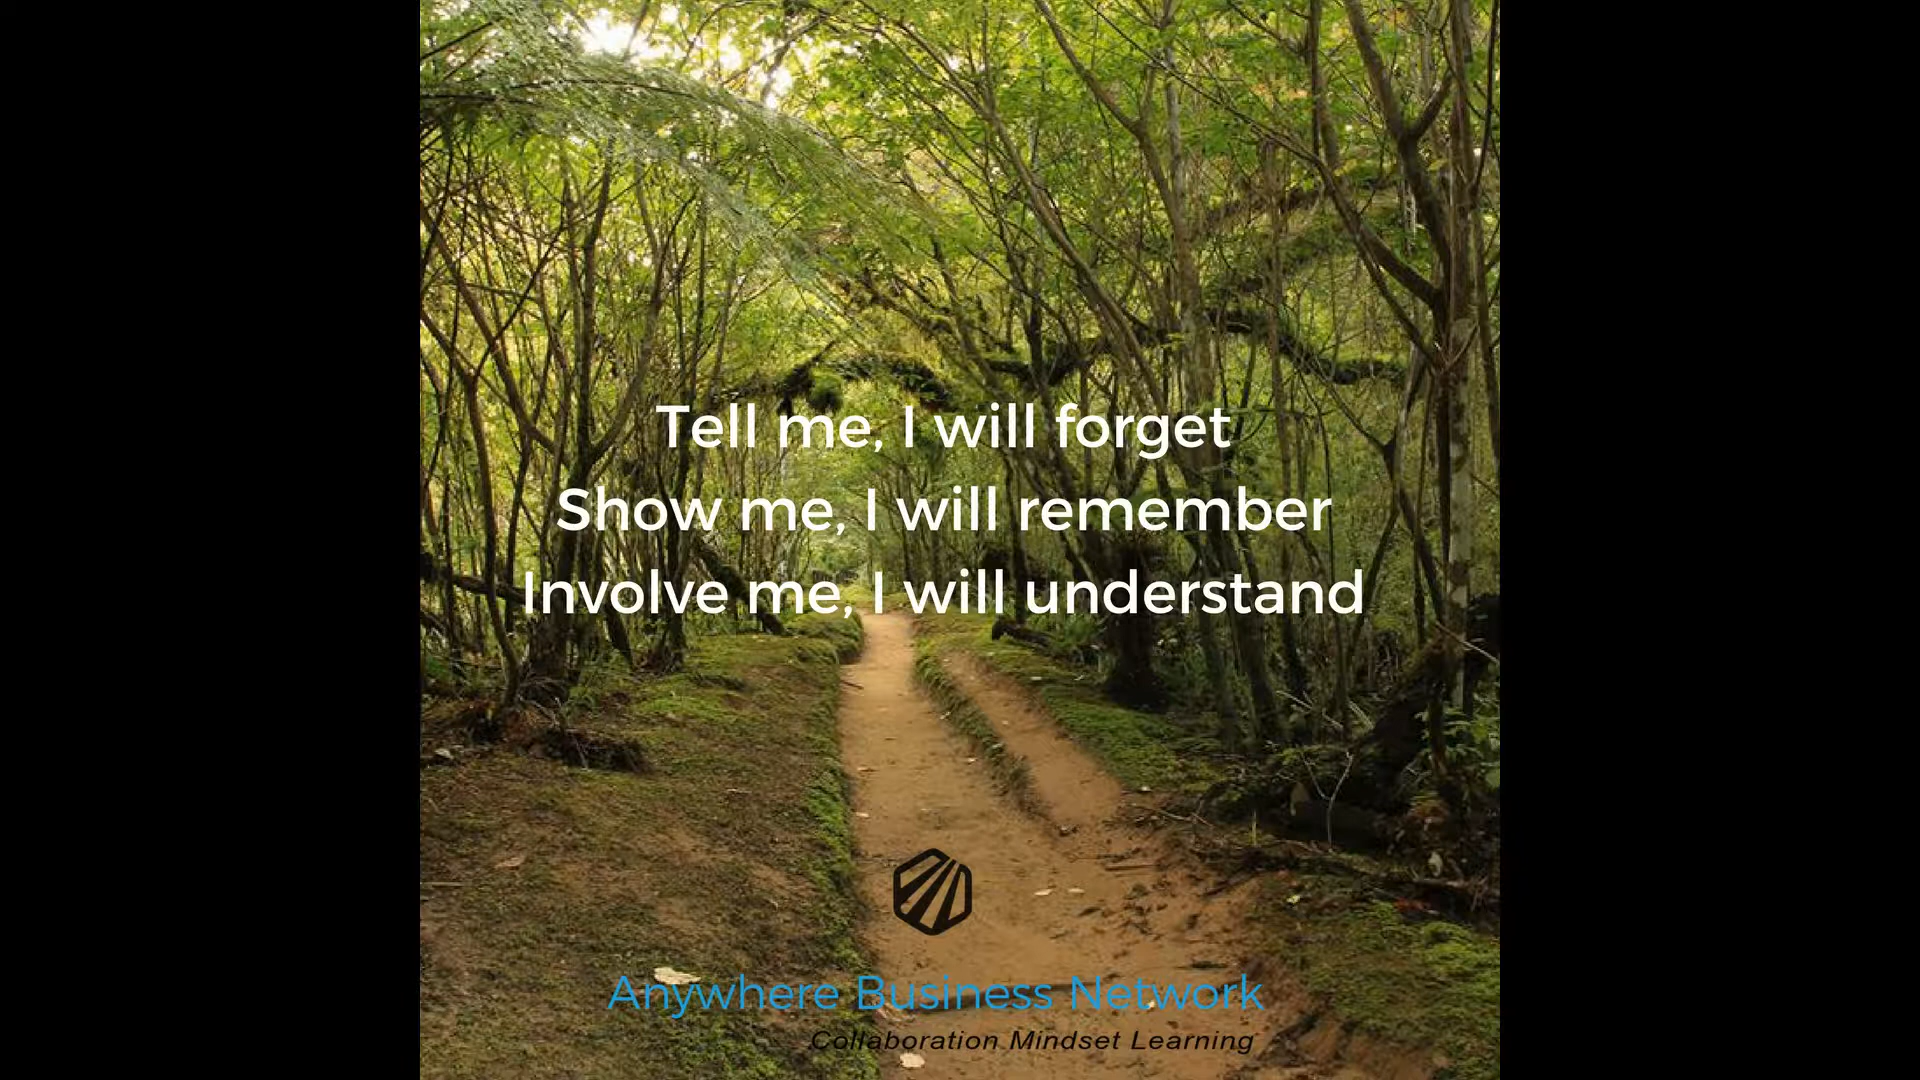 Tell me, I will forget
Show me, I will remember
Involve me, I will understand
Anywhere Business Network
Collaboration Mindset Learning